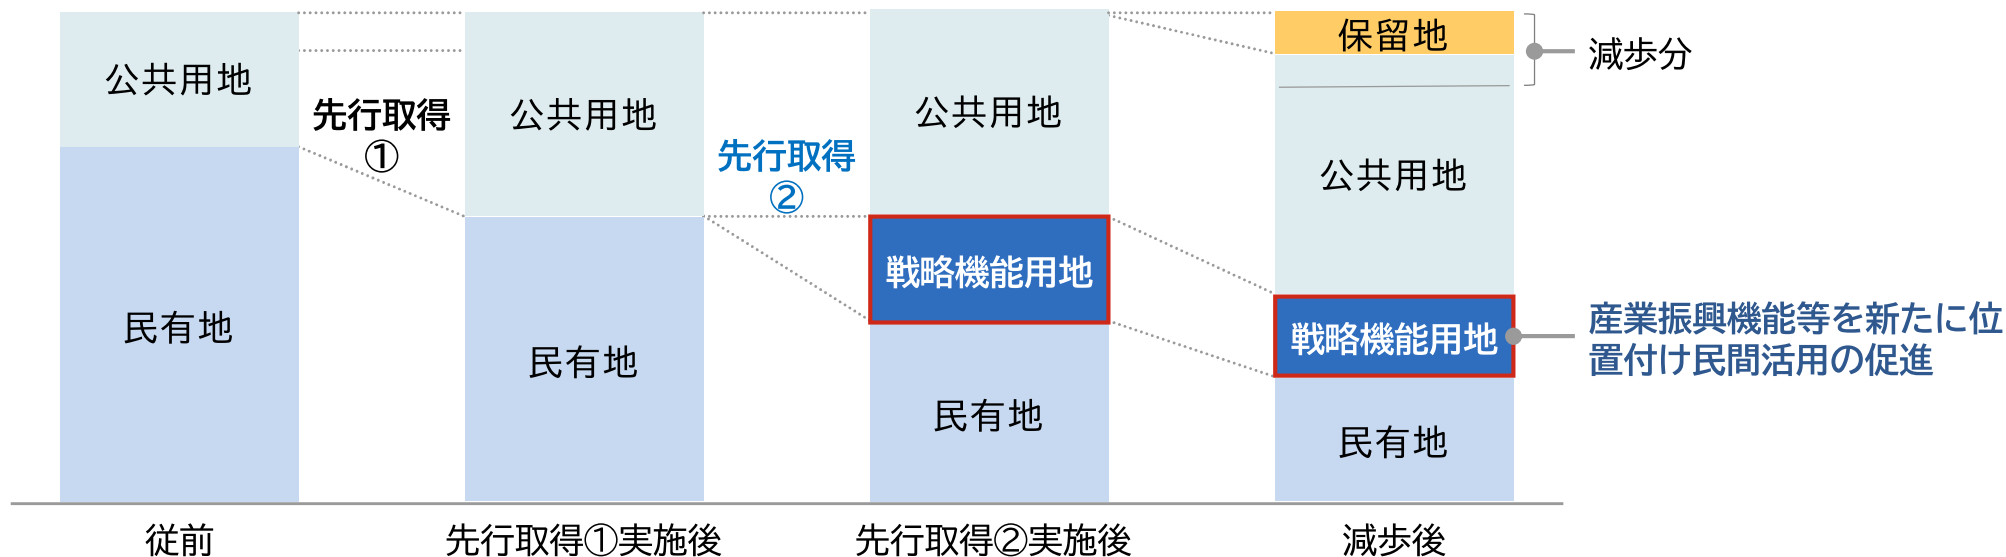 公共用地
民有地
従前
先行取得
①
公共用地
民有地
先行取得①実施後
先行取得
②
公共用地
戦略機能用地
民有地
先行取得②実施後
保留地
公共用地
戦略機能用地
民有地
減歩後
減歩分
産業振興機能等を新たに位
置付け民間活用の促進